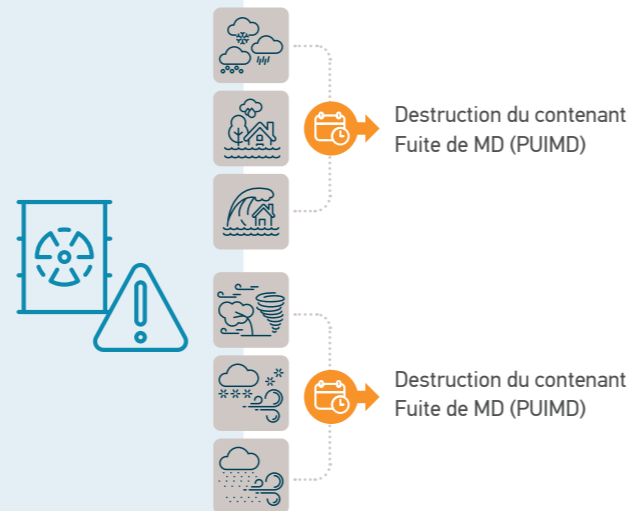 Destruction du contenant
Fuite de MD (PUIMD)
Destruction du contenant
Fuite de MD (PUIMD)